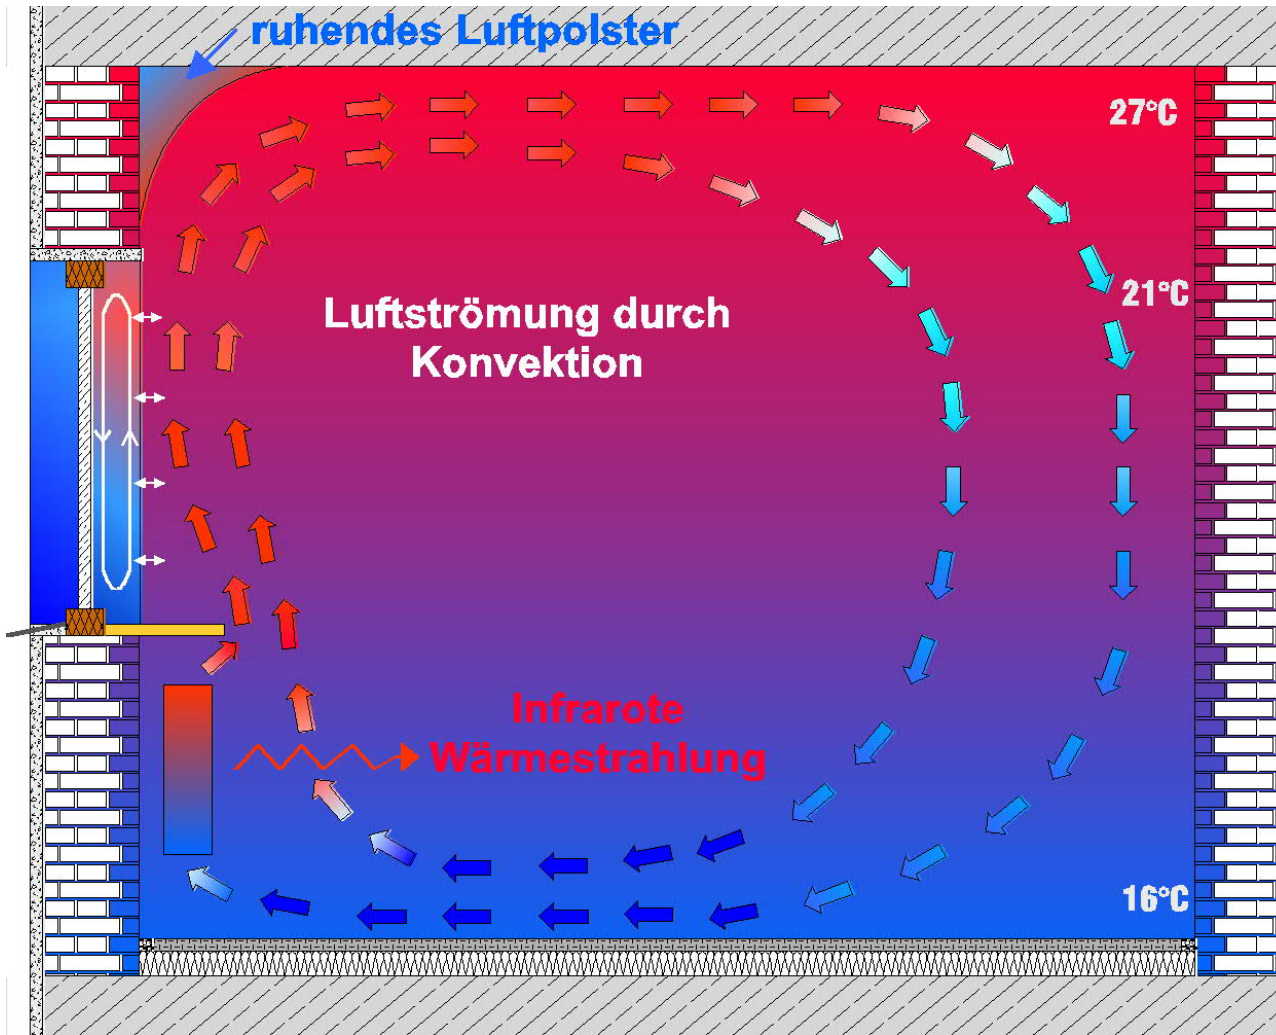 ruhendes Luftpolster
27°C
21°C
Luftströmung durch
Konvektion
Infrarote
Wärmestrahlung
16°C